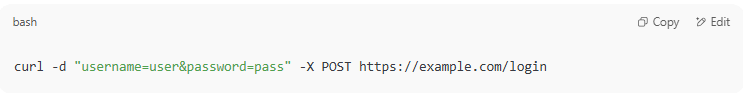 bash Copy Edit
curl -d "username=user&password=pass" -X POST https://example.com/login